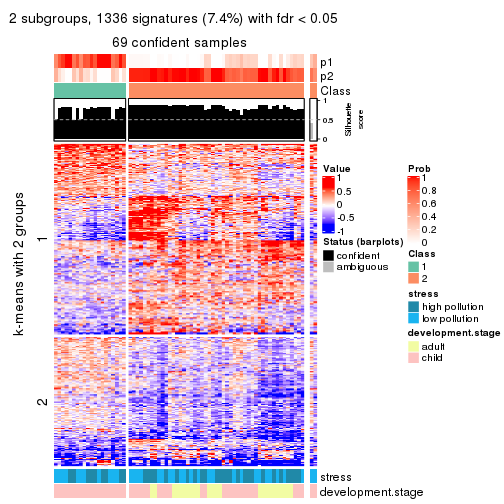 2 subgroups, 1336 signatures (7.4%) with fdr < 0.05
69 confident samples
p1
p2
Class
1
0.5
0
Silhouette
score
k-means with 2 groups
1
2
stress
development.stage
Value
1
0.5
0
-0.5
-1
Status (barplots)
confident
ambiguous
Prob
1
0.8
0.6
0.4
0.2
0
Class
1
2
stress
high pollution
low pollution
development.stage
adult
child